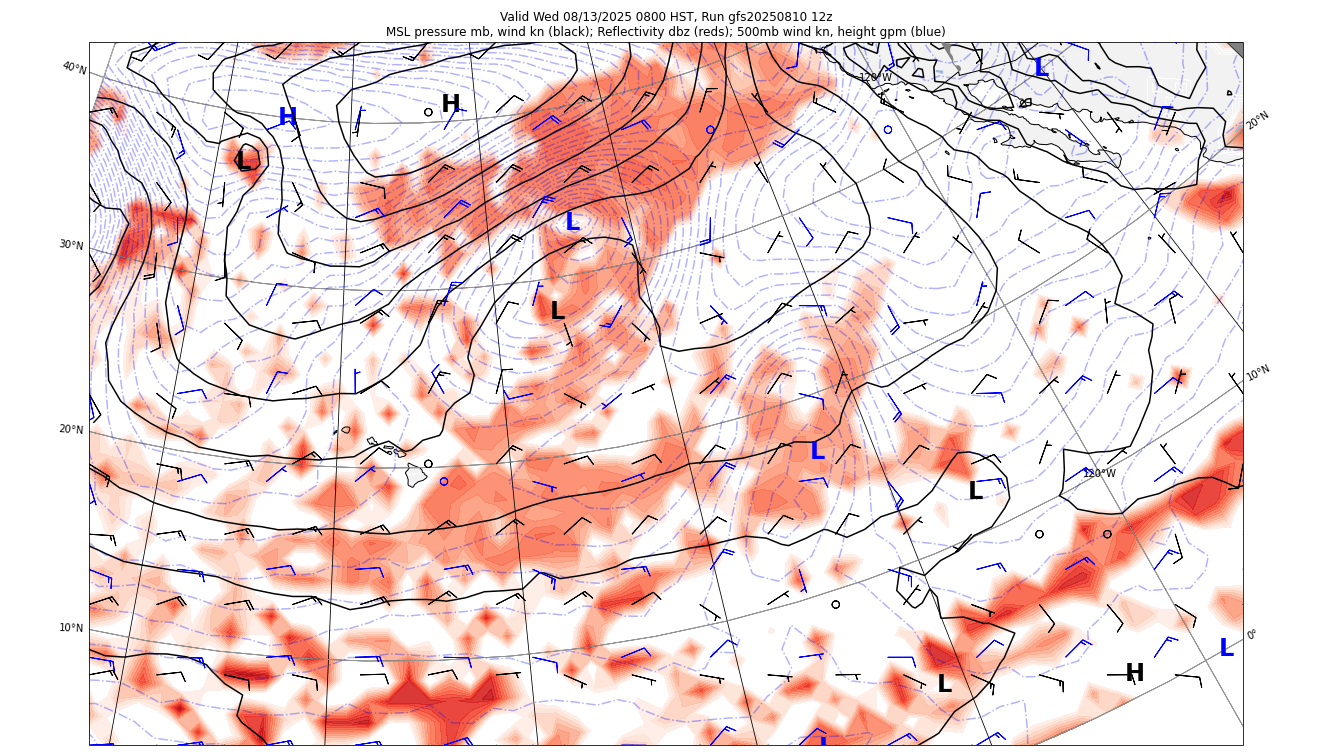 Valid Wed 08/13/2025 0800 HST, Run gfs20250810 12z
MSL pressure mb, wind kn (black); Reflectivity dbz (reds); 500mb wind kn, height gpm (blue)
40°N
120°W
L
H
H
20°N
L
L
30°N
L
10°N
20°N
L
120°W
L
10°N
0°
L
H
L
L